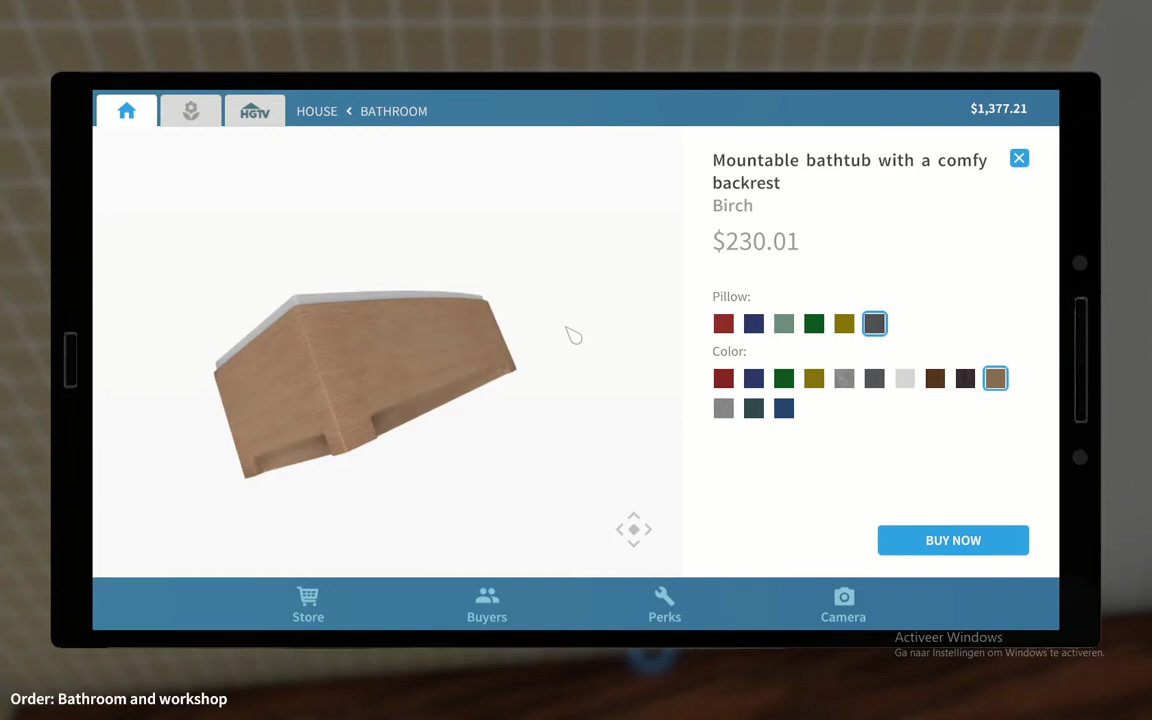 HGTV
HOUSE < BATHROOM
$1,377.21
Mountable bathtub with a comfy
backrest
Birch
$230.01
Pillow:
Color:
BUY NOW
Store
Buyers
Perks
Camera
Activeer Windows
Ga naar Instellingen om Windows te activeren.
Order: Bathroom and workshop